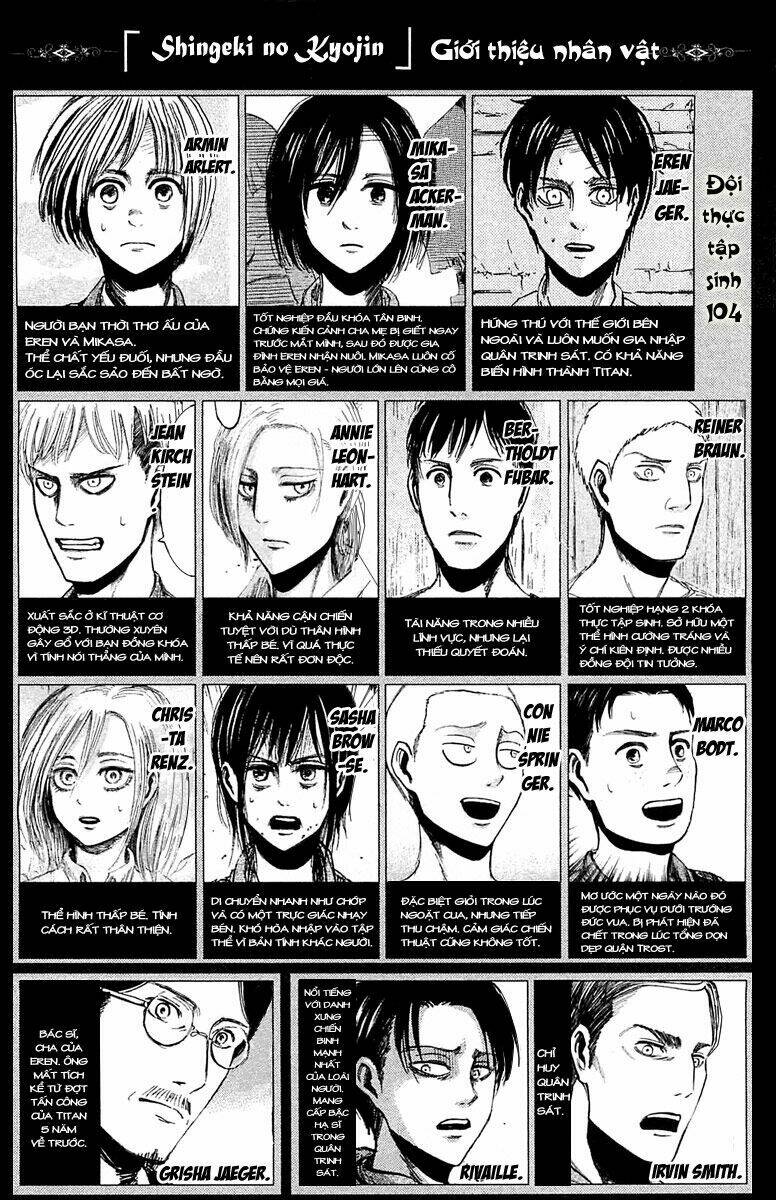 「 Shingeki no Kyojin 」 Giới thiệu nhân vật
ARMIN
ARLERT.
NGƯỜI BẠN THỜI THƠ ẤU CỦA
EREN VÀ MIKASA.
THỂ CHẤT YẾU ĐUỐI, NHƯNG ĐẦU
ÓC LẠI SẮC SẢO ĐẾN BẤT NGỜ.
MIKA-
SA
ACKER-
MAN.
TỐT NGHIỆP ĐẦU KHÓA TÂN BINH.
CHỨNG KIẾN CẢNH CHA MẸ BỊ GIẾT NGAY
TRƯỚC MẮT MÌNH, SAU ĐÓ ĐƯỢC GIA
ĐÌNH EREN NHẬN NUÔI. MIKASA LUÔN CỐ
BẢO VỆ EREN - NGƯỜI LỚN LÊN CÙNG CÔ
BẰNG MỌI GIÁ.
EREN
JAE-
GER.
HỨNG THÚ VỚI THẾ GIỚI BÊN
NGOÀI VÀ LUÔN MUỐN GIA NHẬP
QUÂN TRINH SÁT. CÓ KHẢ NĂNG
BIẾN HÌNH THÀNH TITAN.
Đội
thực
tập
sinh
104
JEAN
KIRCH
STEIN
.
XUẤT SẮC Ở KĨ THUẬT CƠ
ĐỘNG 3D. THƯỜNG XUYÊN
GÂY GỔ VỚI BẠN ĐỒNG KHÓA
VÌ TÍNH NÓI THẲNG CỦA MÌNH.
ANNIE
LEON-
HART.
KHẢ NĂNG CẬN CHIẾN
TUYỆT VỜI DÙ THÂN HÌNH
THẤP BÉ. VÌ QUÁ THỰC
TẾ NÊN RẤT ĐƠN ĐỘC.
BER-
THOLDT
FUBAR.
TÀI NĂNG TRONG NHIỀU
LĨNH VỰC, NHƯNG LẠI
THIẾU QUYẾT ĐOÁN.
REINER
BRAUN.
TỐT NGHIỆP HẠNG 2 KHÓA
THỰC TẬP SINH. SỞ HỮU MỘT
THỂ HÌNH CƯỜNG TRÁNG VÀ
Ý CHÍ KIÊN ĐỊNH. ĐƯỢC NHIỀU
ĐỒNG ĐỘI TIN TƯỞNG.
CHRIS
-TA
RENZ.
THỂ HÌNH THẤP BÉ. TÍNH
CÁCH RẤT THÂN THIỆN.
SASHA
BROW
-SE.
DI CHUYỂN NHANH NHƯ CHỚP
VÀ CÓ MỘT TRỰC GIÁC NHẠY
BÉN. KHÓ HÒA NHẬP VÀO TẬP
THỂ VÌ BẢN TÍNH KHÁC NGƯỜI.
CON
NIE
SPRIN
GER.
ĐẶC BIỆT GIỎI TRONG LÚC
NGOẶT CUA, NHƯNG TIẾP
THU CHẬM. CẢM GIÁC CHIẾN
THUẬT CŨNG KHÔNG TỐT.
MARCO
BODT.
MƠ ƯỚC MỘT NGÀY NÀO ĐÓ
ĐƯỢC PHỤC VỤ DƯỚI TRƯỚNG
ĐỨC VUA. BỊ PHÁT HIỆN ĐÃ
CHẾT TRONG LÚC TỔNG DỌN
DẸP QUẬN TROST.
BÁC SĨ,
CHA CỦA
EREN. ÔNG
MẤT TÍCH
KỂ TỪ ĐỢT
TẤN CÔNG
CỦA TITAN
5 NĂM
VỀ TRƯỚC.
GRISHA JAEGER.
NỔI TIẾNG
VỚI DANH
XƯNG
CHIẾN
BINH
MẠNH
NHẤT
CỦA LOÀI
NGƯỜI.
MANG
CẤP BẬC
HẠ SĨ
TRONG
QUÂN
TRINH
SÁT.
RIVAILLE.
CHỈ
HUY
QUÂN
TRINH
SÁT.
IRVIN SMITH.